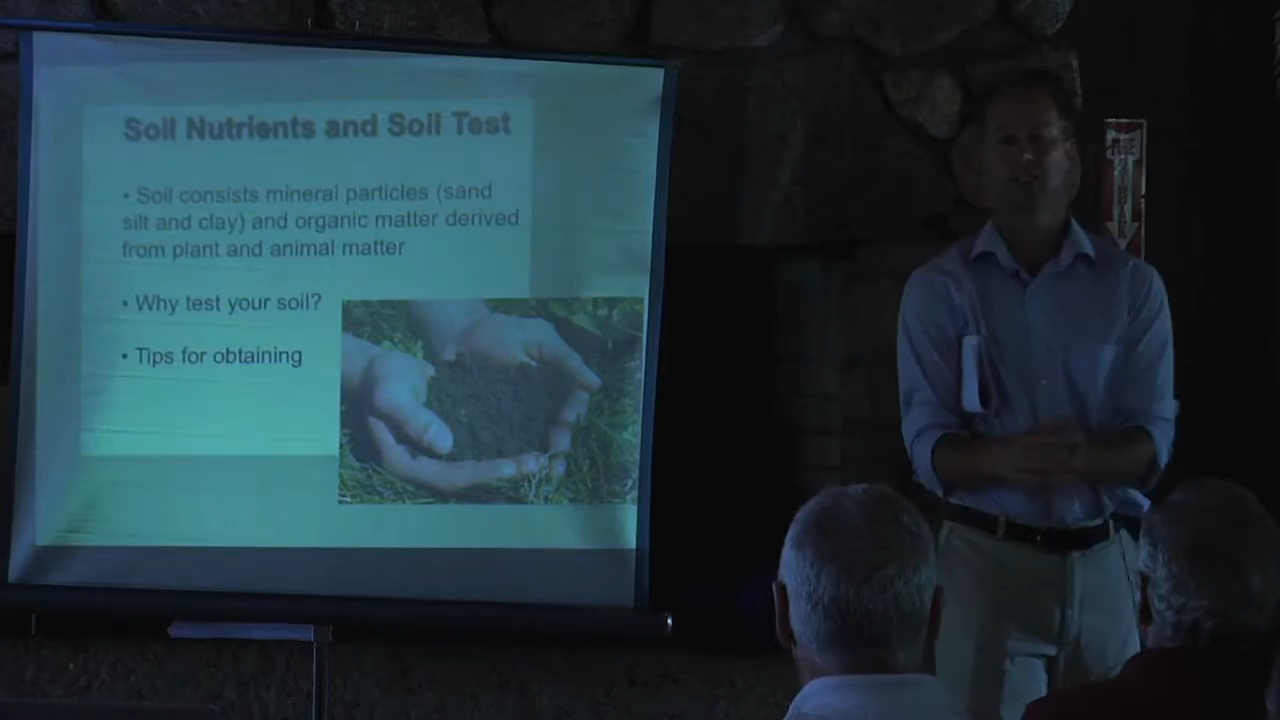 Soil Nutrients and Soil Test
• Soil consists mineral particles (sand
silt and clay) and organic matter derived
from plant and animal matter
• Why test your soil?
• Tips for obtaining
FIRE